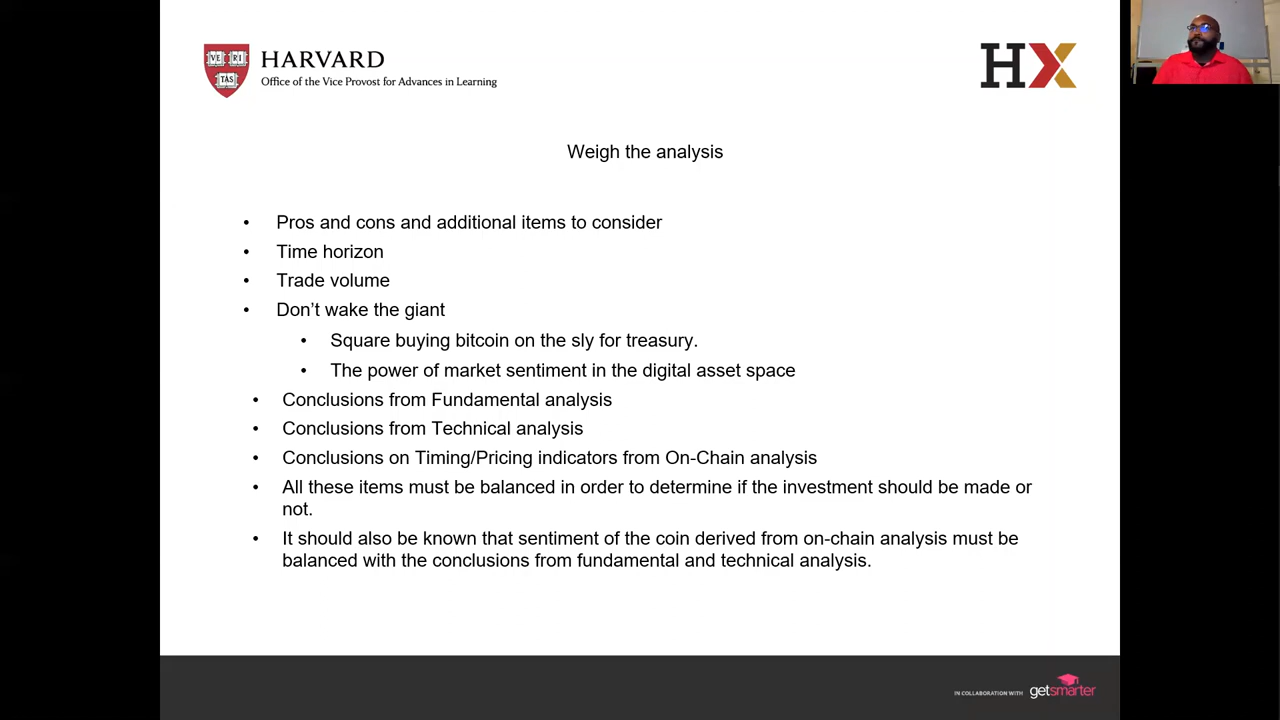 VE RI TAS
HARVARD
Office of the Vice Provost for Advances in Learning
HX
Weigh the analysis
• Pros and cons and additional items to consider
• Time horizon
• Trade volume
• Don’t wake the giant
• Square buying bitcoin on the sly for treasury.
• The power of market sentiment in the digital asset space
• Conclusions from Fundamental analysis
• Conclusions from Technical analysis
• Conclusions on Timing/Pricing indicators from On-Chain analysis
• All these items must be balanced in order to determine if the investment should be made or
not.
• It should also be known that sentiment of the coin derived from on-chain analysis must be
balanced with the conclusions from fundamental and technical analysis.
IN COLLABORATION WITH getsmarter